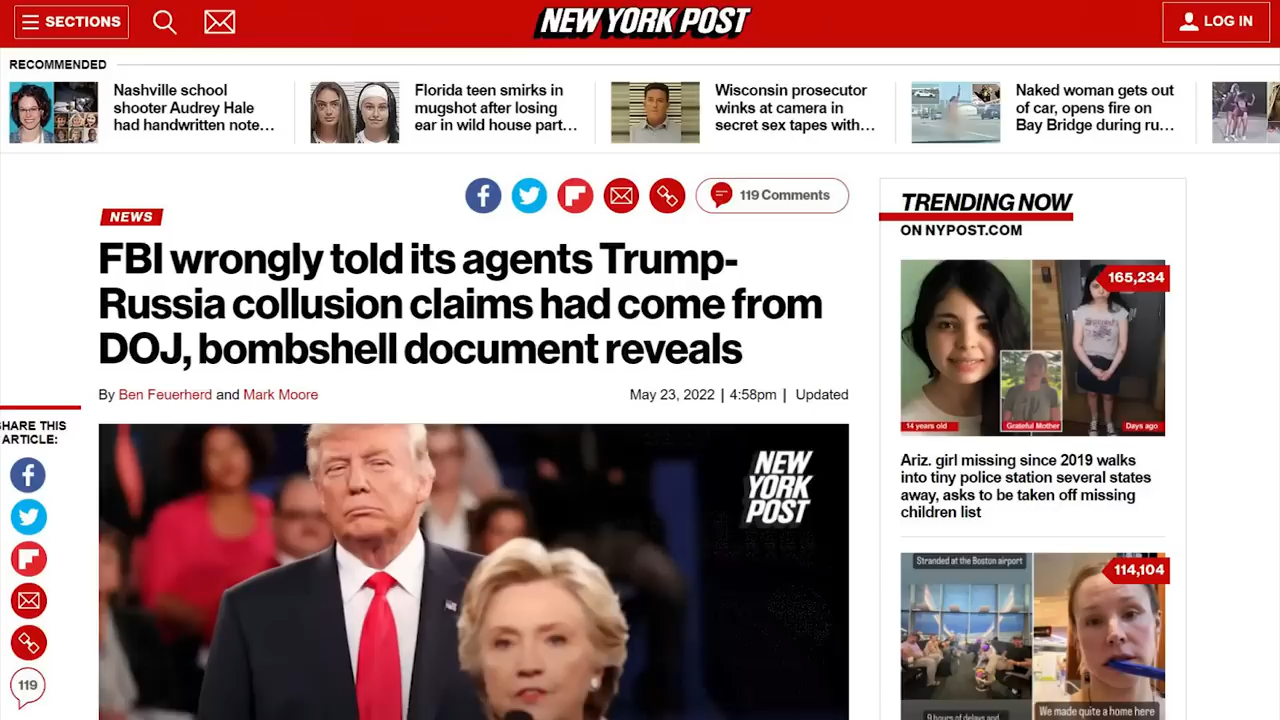 SECTIONS
NEW YORK POST
LOG IN
RECOMMENDED
Nashville school
shooter Audrey Hale
had handwritten note...
Florida teen smirks in
mugshot after losing
ear in wild house part...
Wisconsin prosecutor
winks at camera in
secret sex tapes with...
Naked woman gets out
of car, opens fire on
Bay Bridge during ru...
119 Comments
NEWS
FBI wrongly told its agents Trump-
Russia collusion claims had come from
DOJ, bombshell document reveals
By Ben Feuerherd and Mark Moore
May 23, 2022 | 4:58pm | Updated
SHARE THIS
ARTICLE:
119
NEW
YORK
POST
TRENDING NOW
ON NYPOST.COM
165,234
14 years old
Grateful Mother
Days ago
Ariz. girl missing since 2019 walks
into tiny police station several states
away, asks to be taken off missing
children list
Stranded at the Boston airport
114,104
9 hours of delays and
We made quite a home here